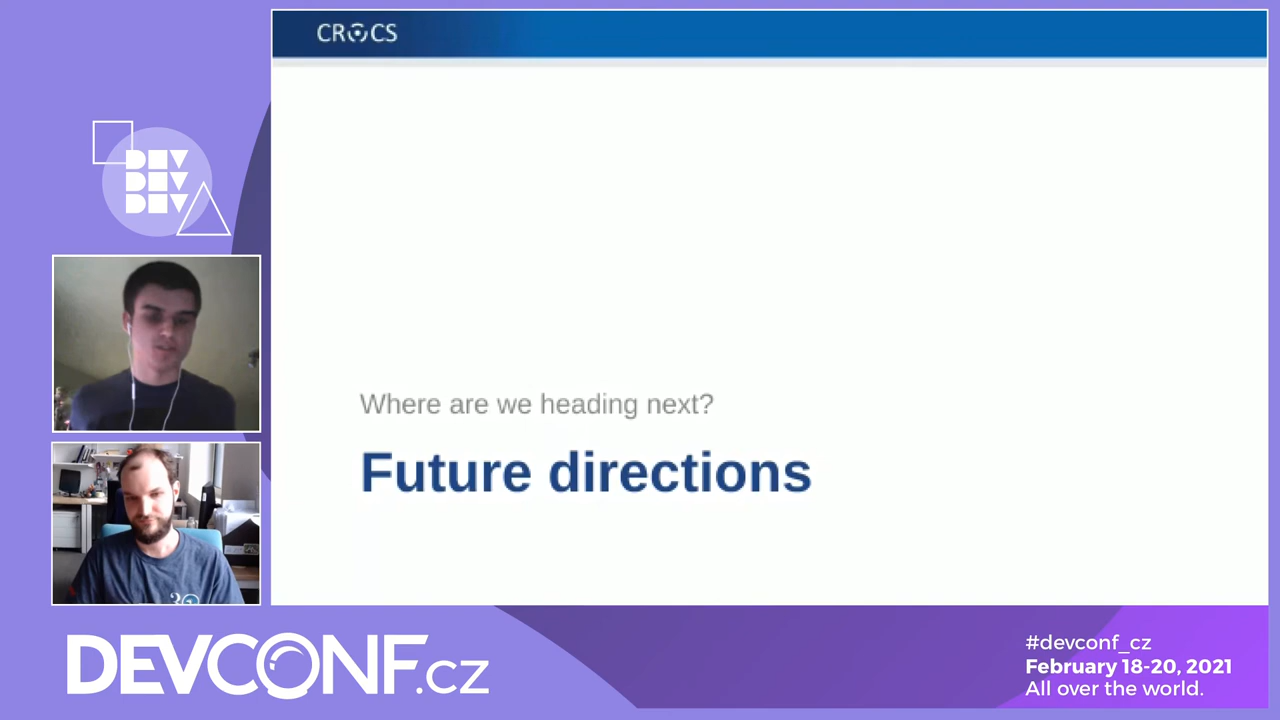 CROCS
DEV
DEV
DEV
Where are we heading next?
Future directions
30
DEVCONF.cz
#devconf_cz
February 18-20, 2021
All over the world.